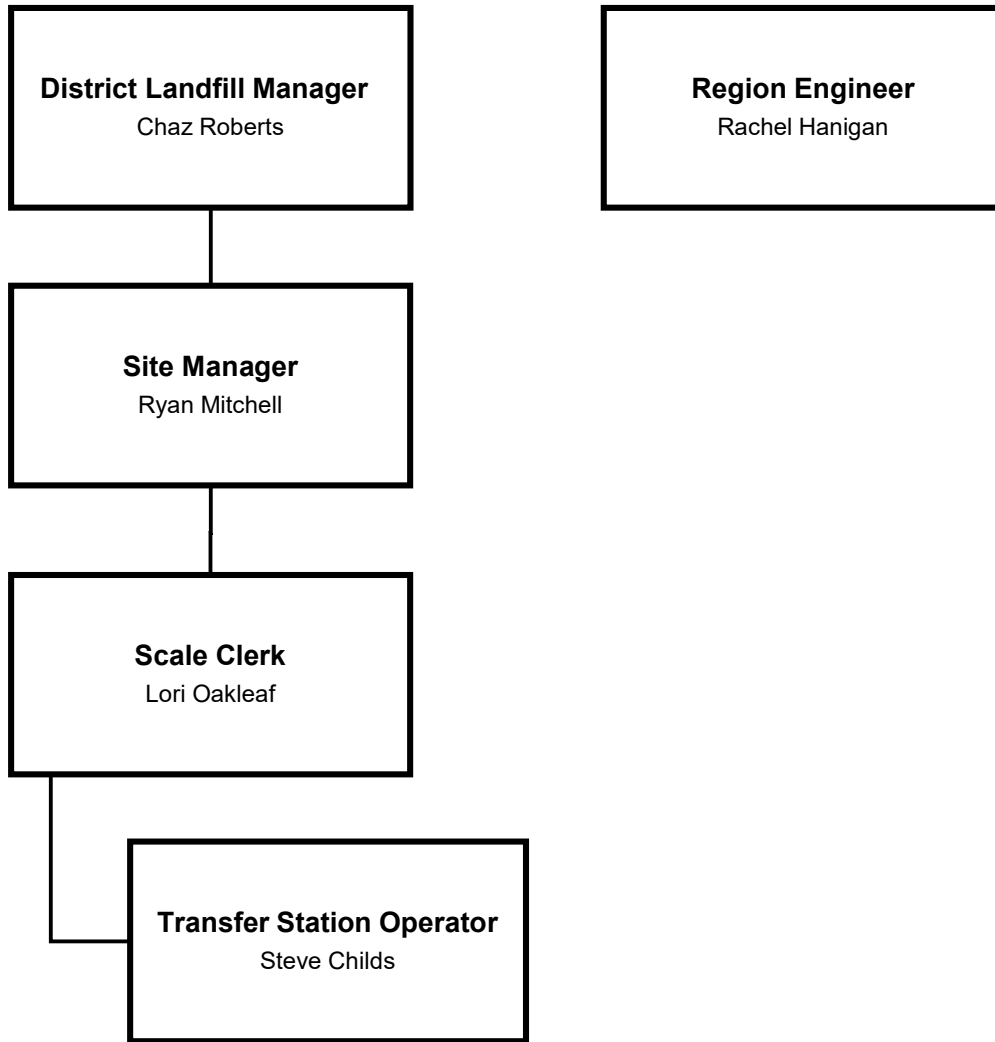 District Landfill Manager
Chaz Roberts
Region Engineer
Rachel Hanigan
Site Manager
Ryan Mitchell
Scale Clerk
Lori Oakleaf
Transfer Station Operator
Steve Childs